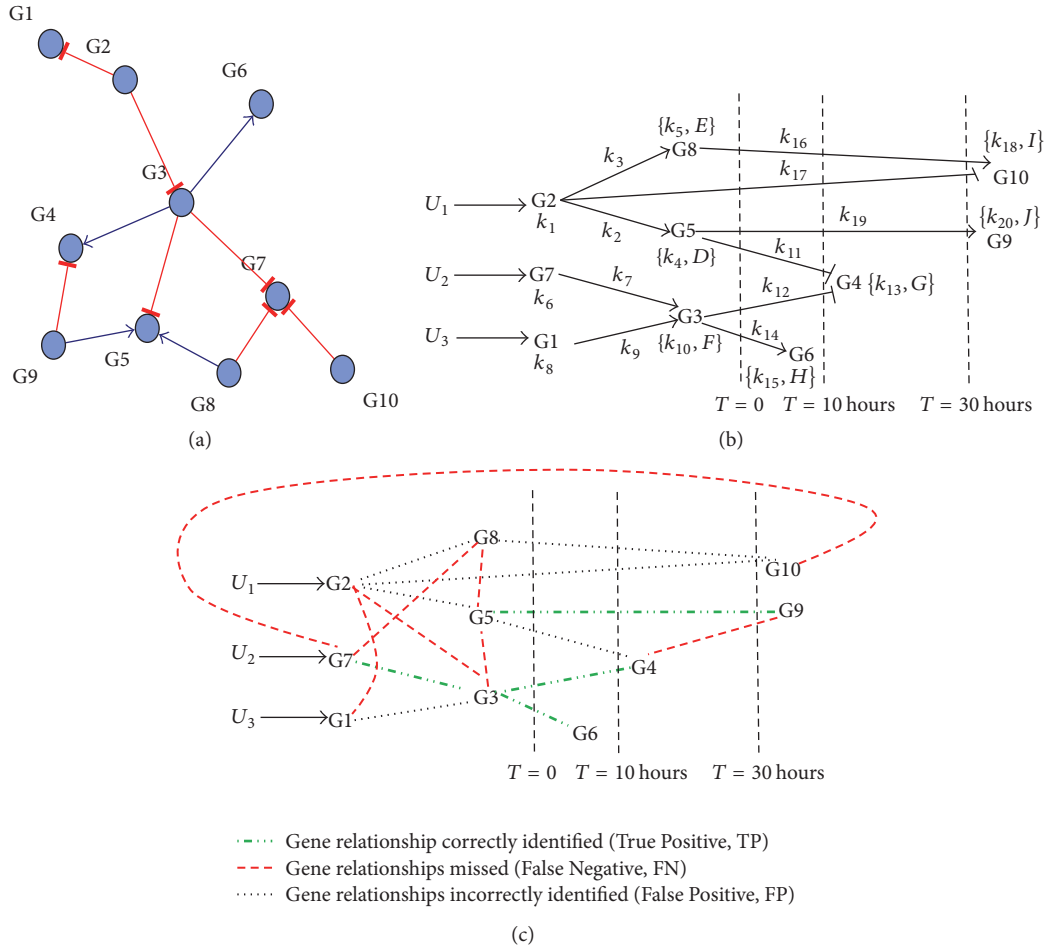 G1
G2
G6
G3
G4
G7
G5
G9
G8
G10
(a)
{k5, E}
G8
k16
{k18, I}
G10
k3
k17
U1
G2
k1
k2
G5
{k4, D}
k19
{k20, J}
G9
k11
U2
G7
k6
k7
k12
G4 {k13, G}
G3
{k10, F}
k14
U3
G1
k8
k9
G6
{k15, H}
T = 0
T = 10 hours
T = 30 hours
(b)
G8
G10
U1
G2
G5
G9
U2
G7
G4
G3
U3
G1
G6
T = 0
T = 10 hours
T = 30 hours
Gene relationship correctly identified (True Positive, TP)
Gene relationships missed (False Negative, FN)
Gene relationships incorrectly identified (False Positive, FP)
(c)